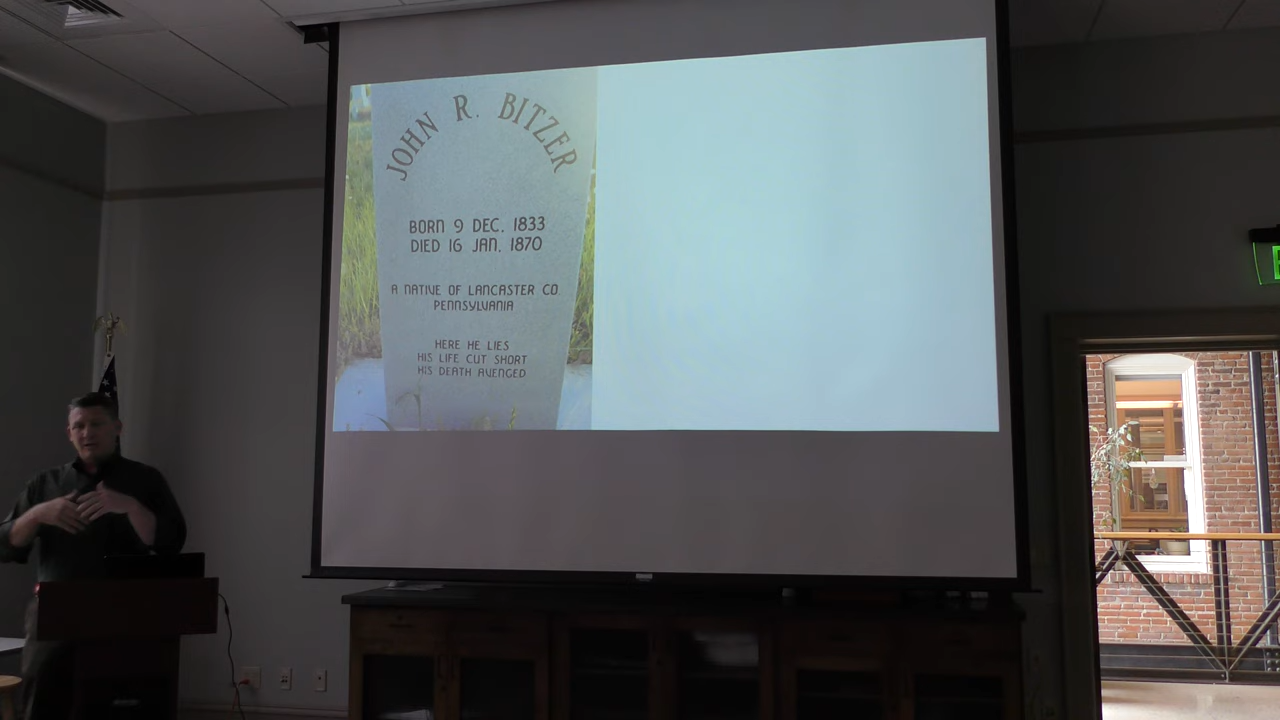 JOHN R. BITZER
BORN 9 DEC. 1833
DIED 16 JAN. 1870
A NATIVE OF LANCASTER CO.
PENNSYLVANIA
HERE HE LIES
HIS LIFE CUT SHORT
HIS DEATH AVENGED